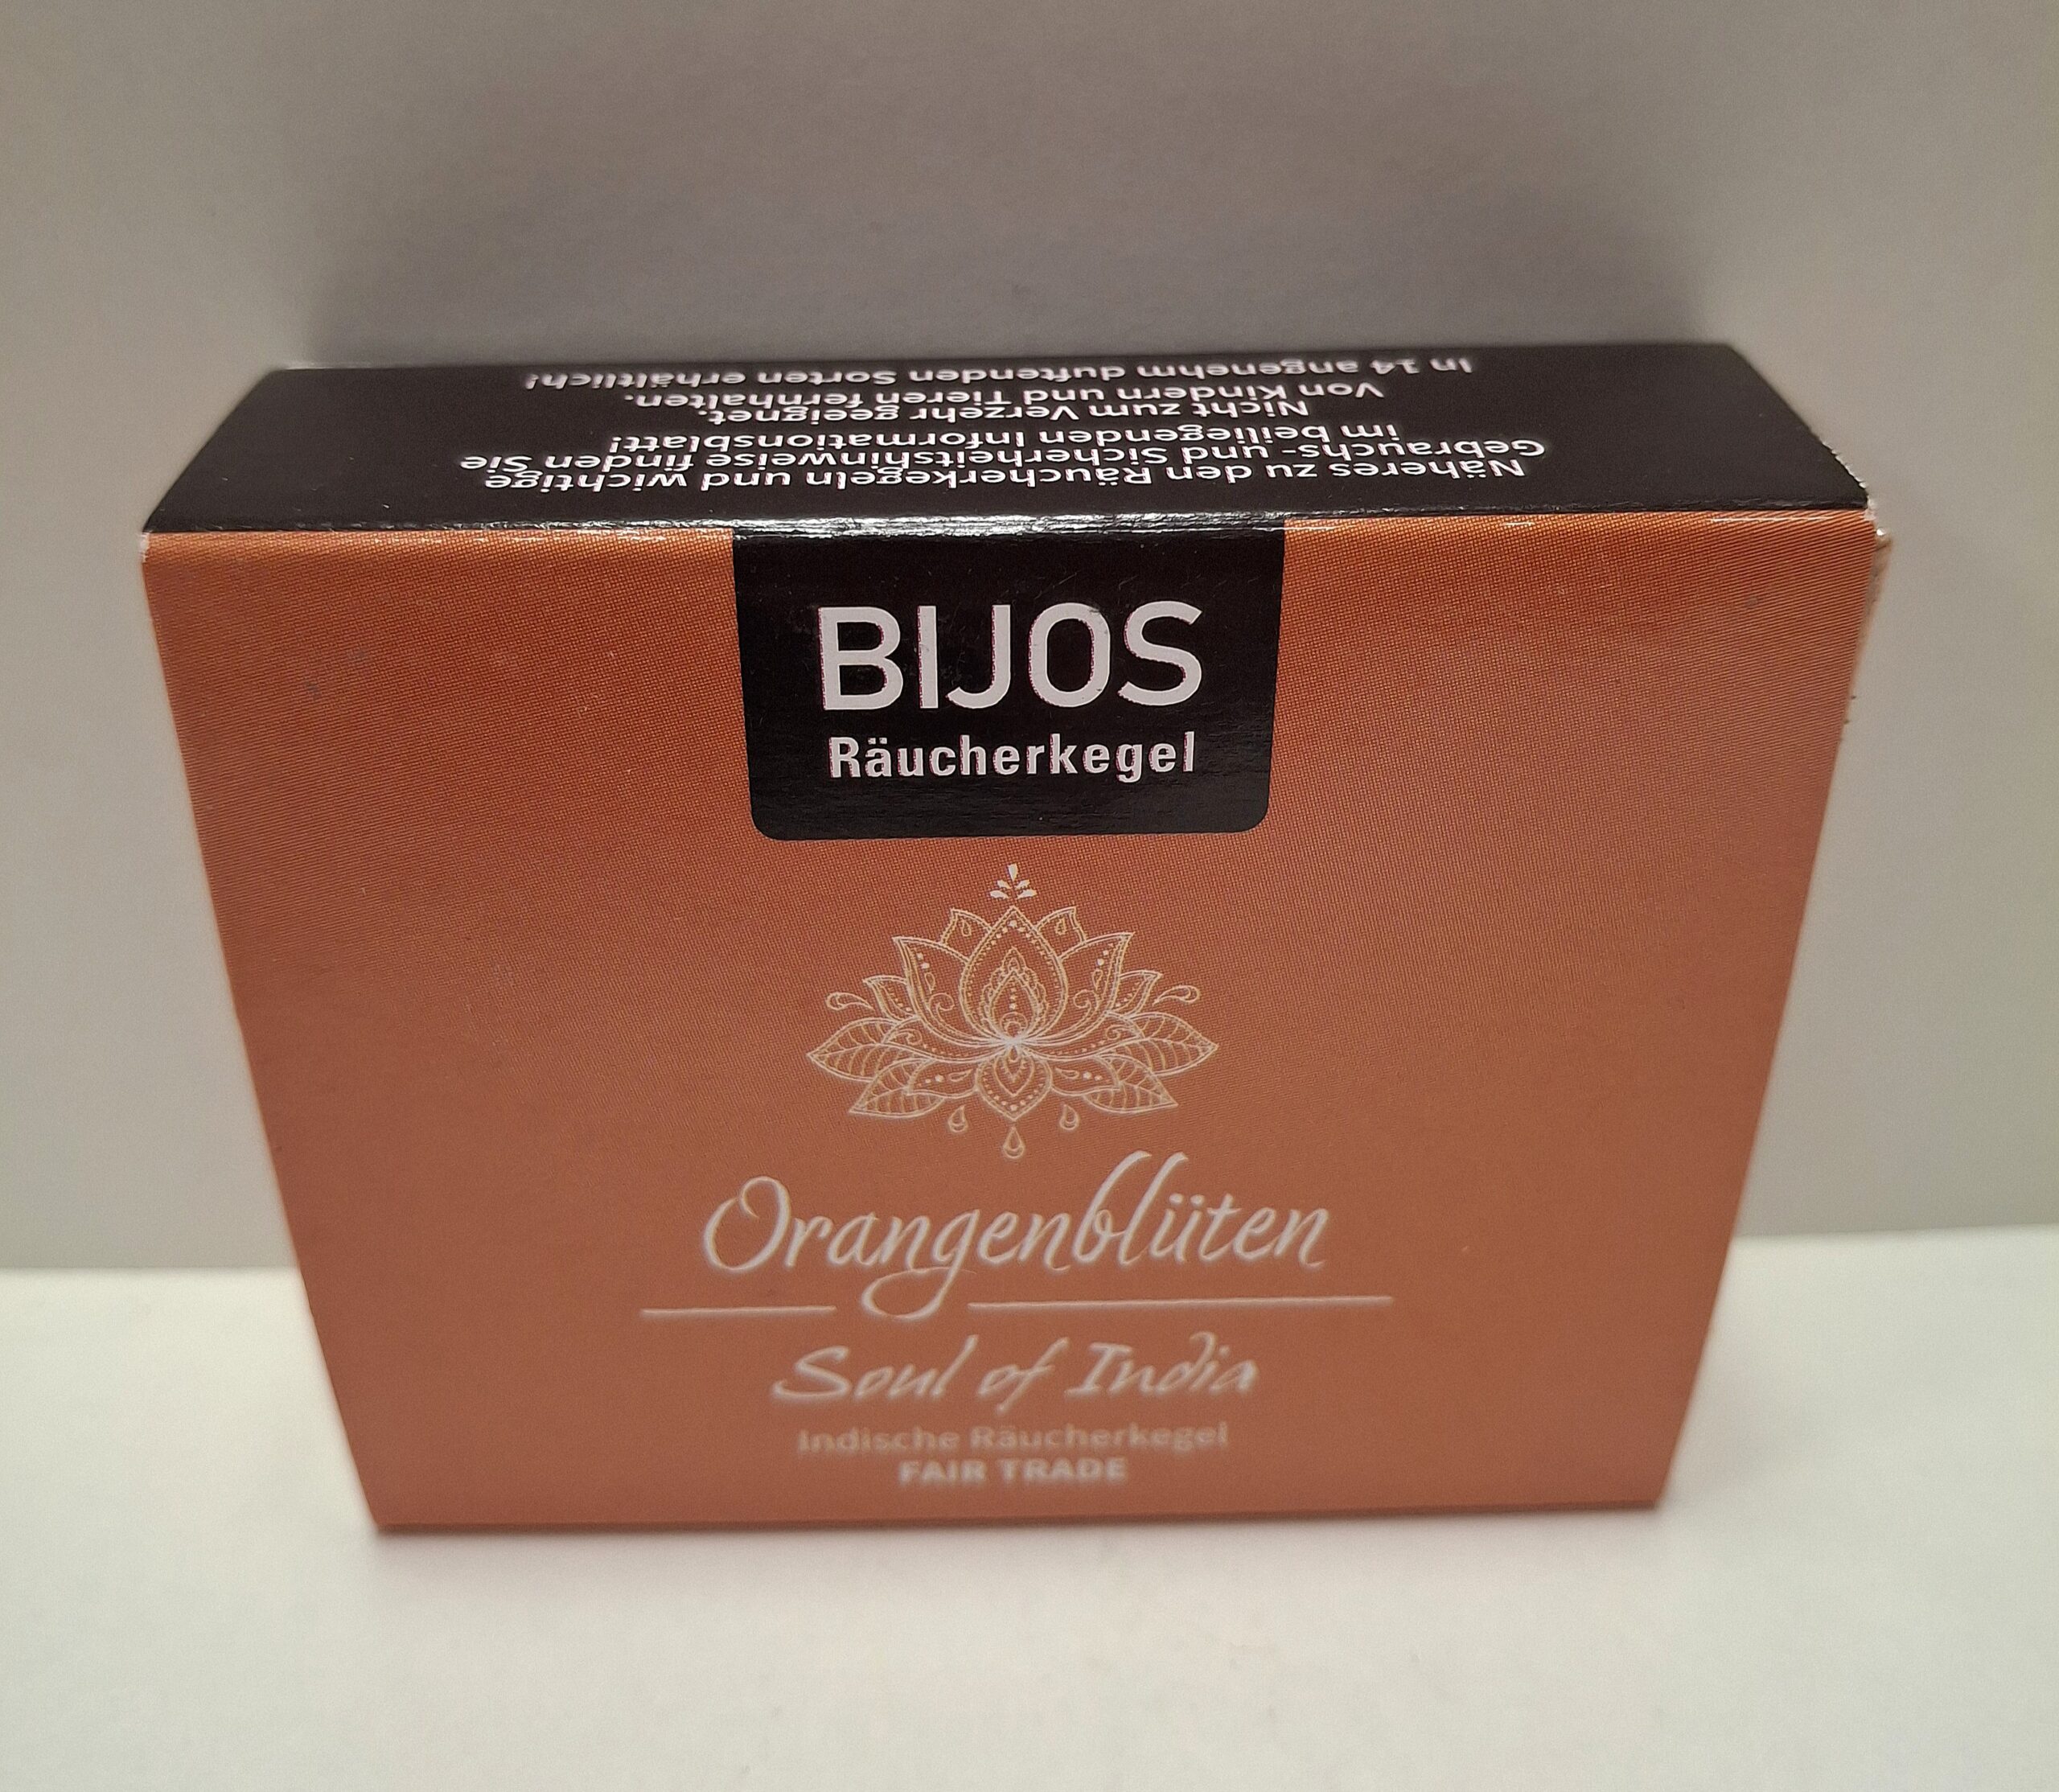 Näheres zu den Räucherkegeln und wichtige
Gebrauchs- und Sicherheitshinweise finden Sie
im beiliegenden Informationsblatt!
Nicht zum Verzehr geeignet.
Von Kindern und Tieren fernhalten.
In 14 angenehm duftenden Sorten erhältlich!
BIJOS
Räucherkegel
Orangenblüten
Soul of India
Indische Räucherkegel
FAIR TRADE